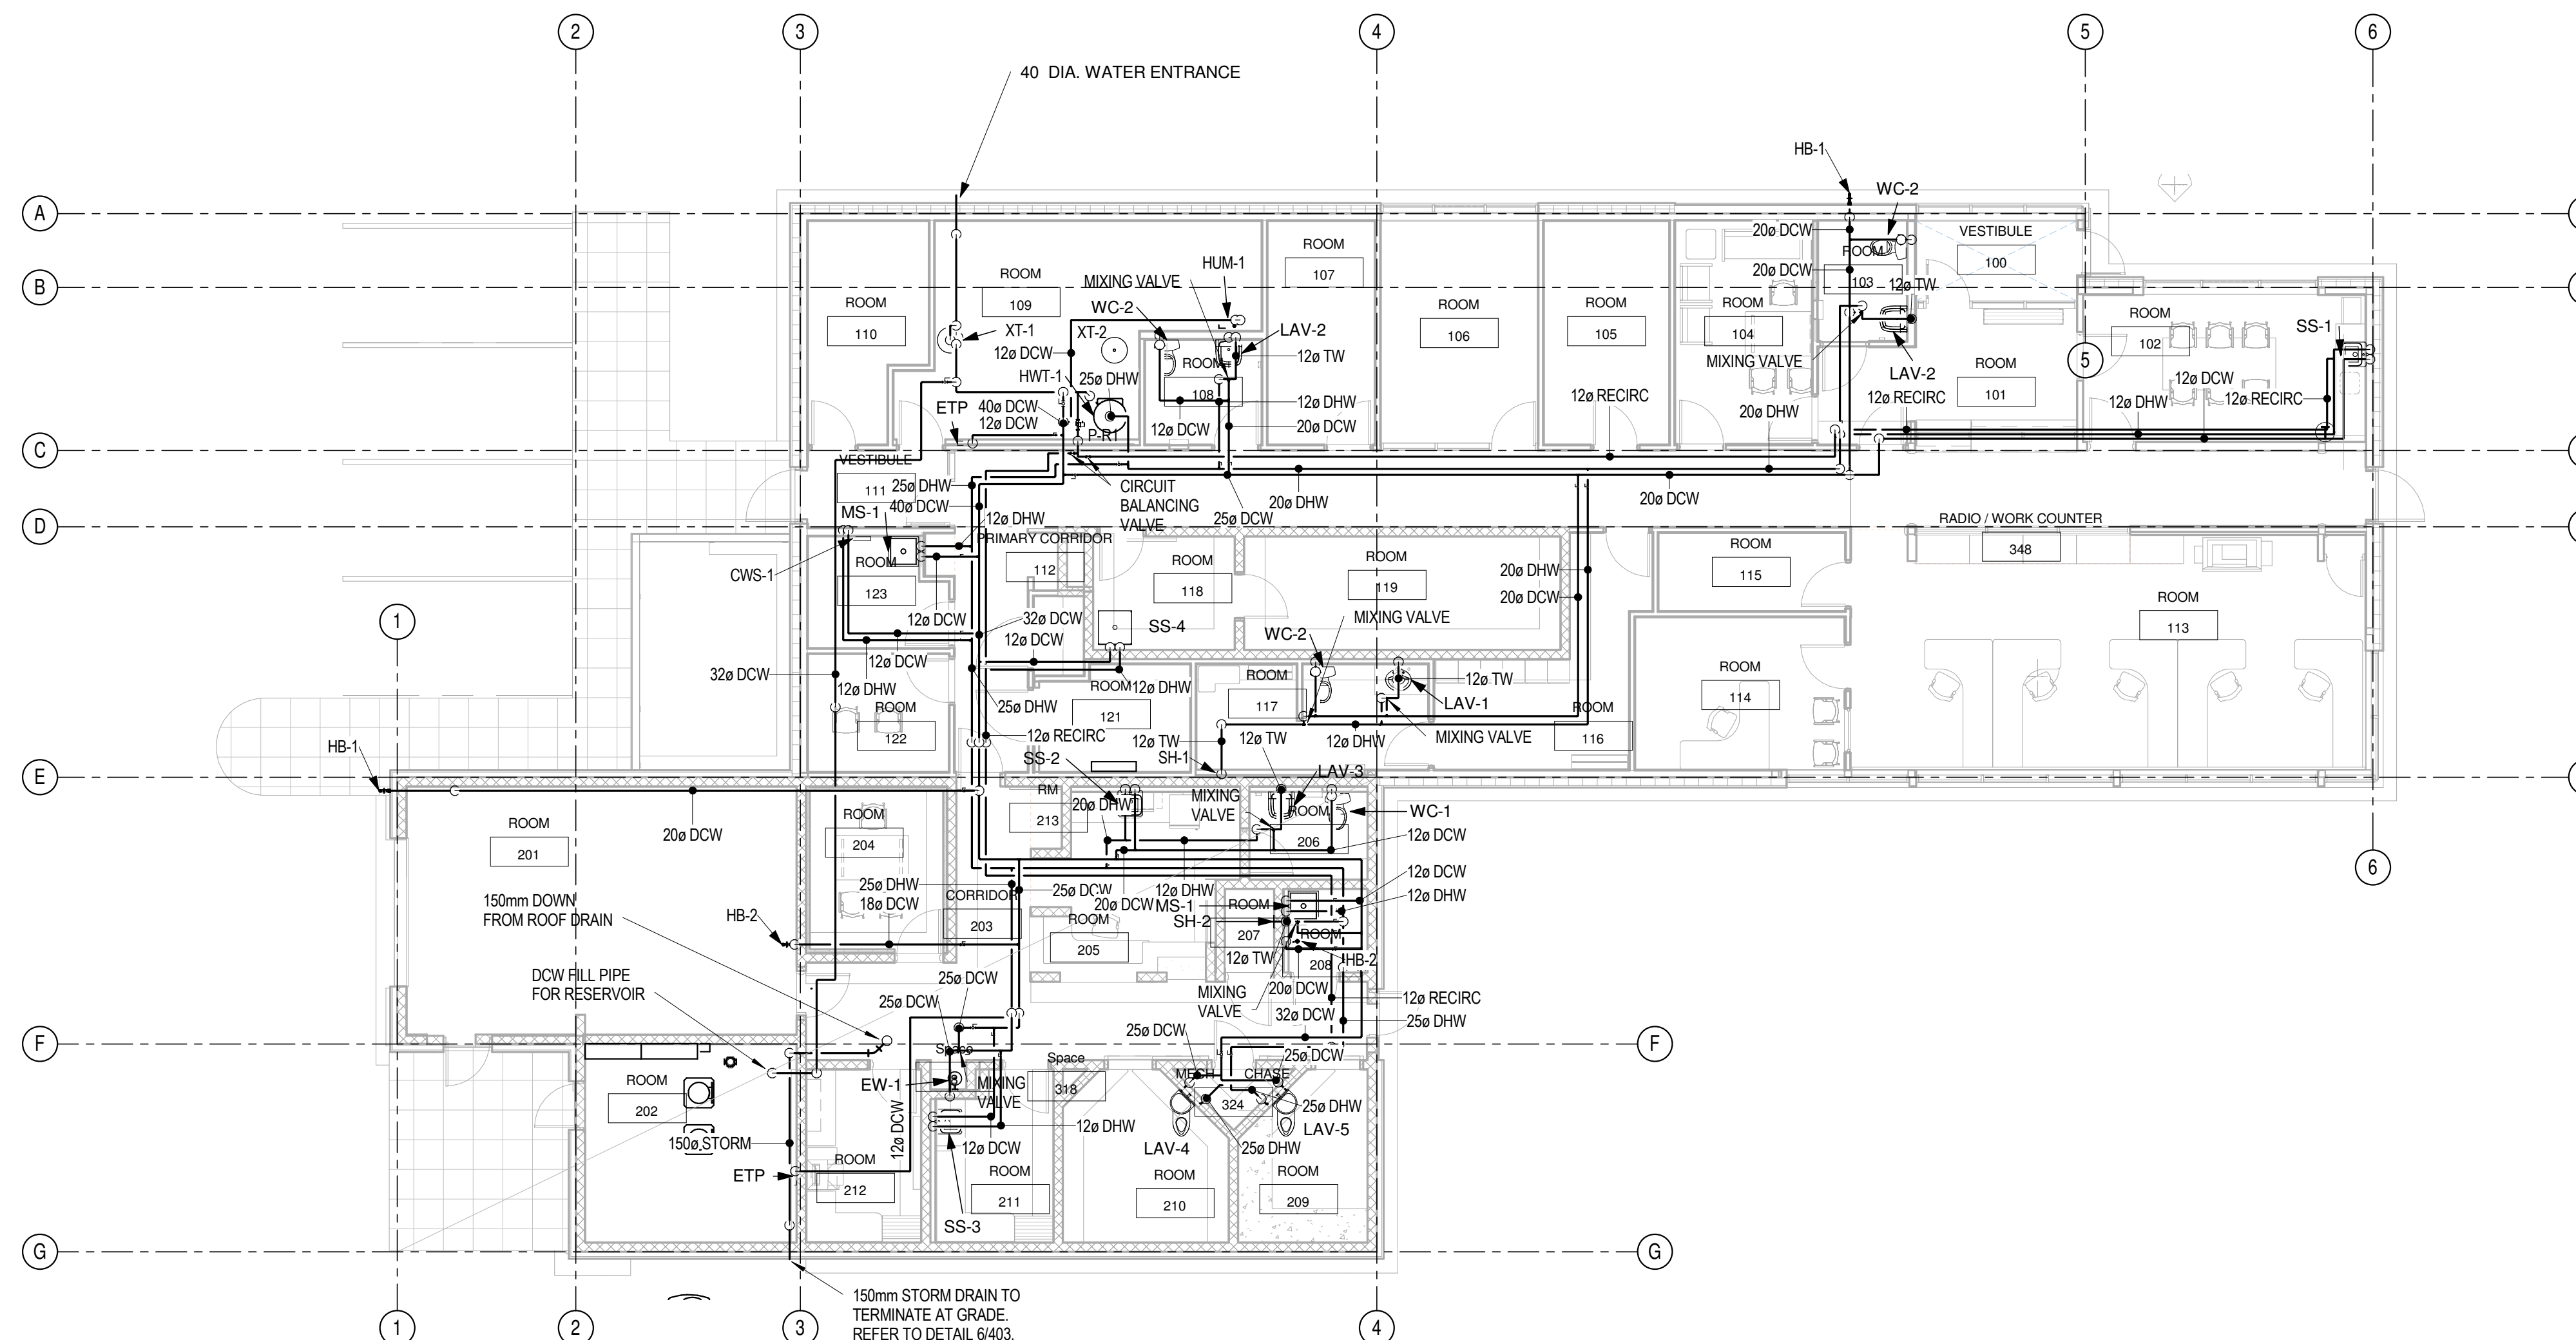 2
3
4
5
6
40 DIA. WATER ENTRANCE
HB-1
WC-2
A
20ø DCW
VESTIBULE
100
ROOM
107
HUM-1
ROOM
103
20ø DCW
B
ROOM
109
MIXING VALVE
WC-2
12ø TW
ROOM
110
XT-1
XT-2
LAV-2
ROOM
106
ROOM
105
ROOM
104
ROOM
102
SS-1
12ø DCW
ROOM
108
12ø TW
MIXING VALVE
LAV-2
5
HWT-1
25ø DHW
12ø RECIRC
ROOM
101
12ø RECIRC
12ø DCW
12ø RECIRC
ETP
40ø DCW
12ø DCW
P-R1
12ø DCW
12ø DHW
20ø DCW
20ø DHW
12ø DHW
C
VESTIBULE
111
25ø DHW
40ø DCW
CIRCUIT
BALANCING
VALVE
25ø DCW
20ø DHW
20ø DCW
MS-1
12ø DHW
D
PRIMARY CORRIDOR
112
RADIO / WORK COUNTER
348
CWS-1
ROOM
123
ROOM
118
ROOM
119
20ø DHW
20ø DCW
ROOM
115
ROOM
113
1
12ø DCW
32ø DCW
12ø DCW
SS-4
WC-2
MIXING VALVE
32ø DCW
12ø DCW
12ø DHW
12ø DHW
25ø DHW
ROOM
121
ROOM
117
12ø TW
LAV-1
ROOM
114
ROOM
122
12ø RECIRC
12ø TW
12ø TW
12ø DHW
MIXING VALVE
ROOM
116
HB-1
SS-2
SH-1
E
LAV-3
20ø DCW
RM
213
20ø DHW
MIXING
VALVE
ROOM
206
WC-1
12ø DCW
ROOM
201
ROOM
204
6
25ø DHW
18ø DCW
CORRIDOR
203
25ø DCW
20ø DCW
12ø DHW
MS-1
SH-2
ROOM
207
12ø DCW
12ø DHW
150mm DOWN
FROM ROOF DRAIN
HB-2
ROOM
205
ROOM
208
HB-2
12ø TW
DCW FILL PIPE
FOR RESERVOIR
25ø DCW
25ø DCW
MIXING
VALVE
20ø DCW
32ø DCW
12ø RECIRC
25ø DHW
F
25ø DCW
25ø DCW
F
Space
Space
318
MECH
CHASE
324
EW-1
MIXING
VALVE
ROOM
202
25ø DHW
150ø STORM
12ø DCW
12ø DCW
12ø DHW
LAV-4
25ø DHW
LAV-5
ETP
ROOM
212
ROOM
211
ROOM
210
ROOM
209
SS-3
G
G
150mm STORM DRAIN TO
TERMINATE AT GRADE.
REFER TO DETAIL 6/403.
1
2
3
4